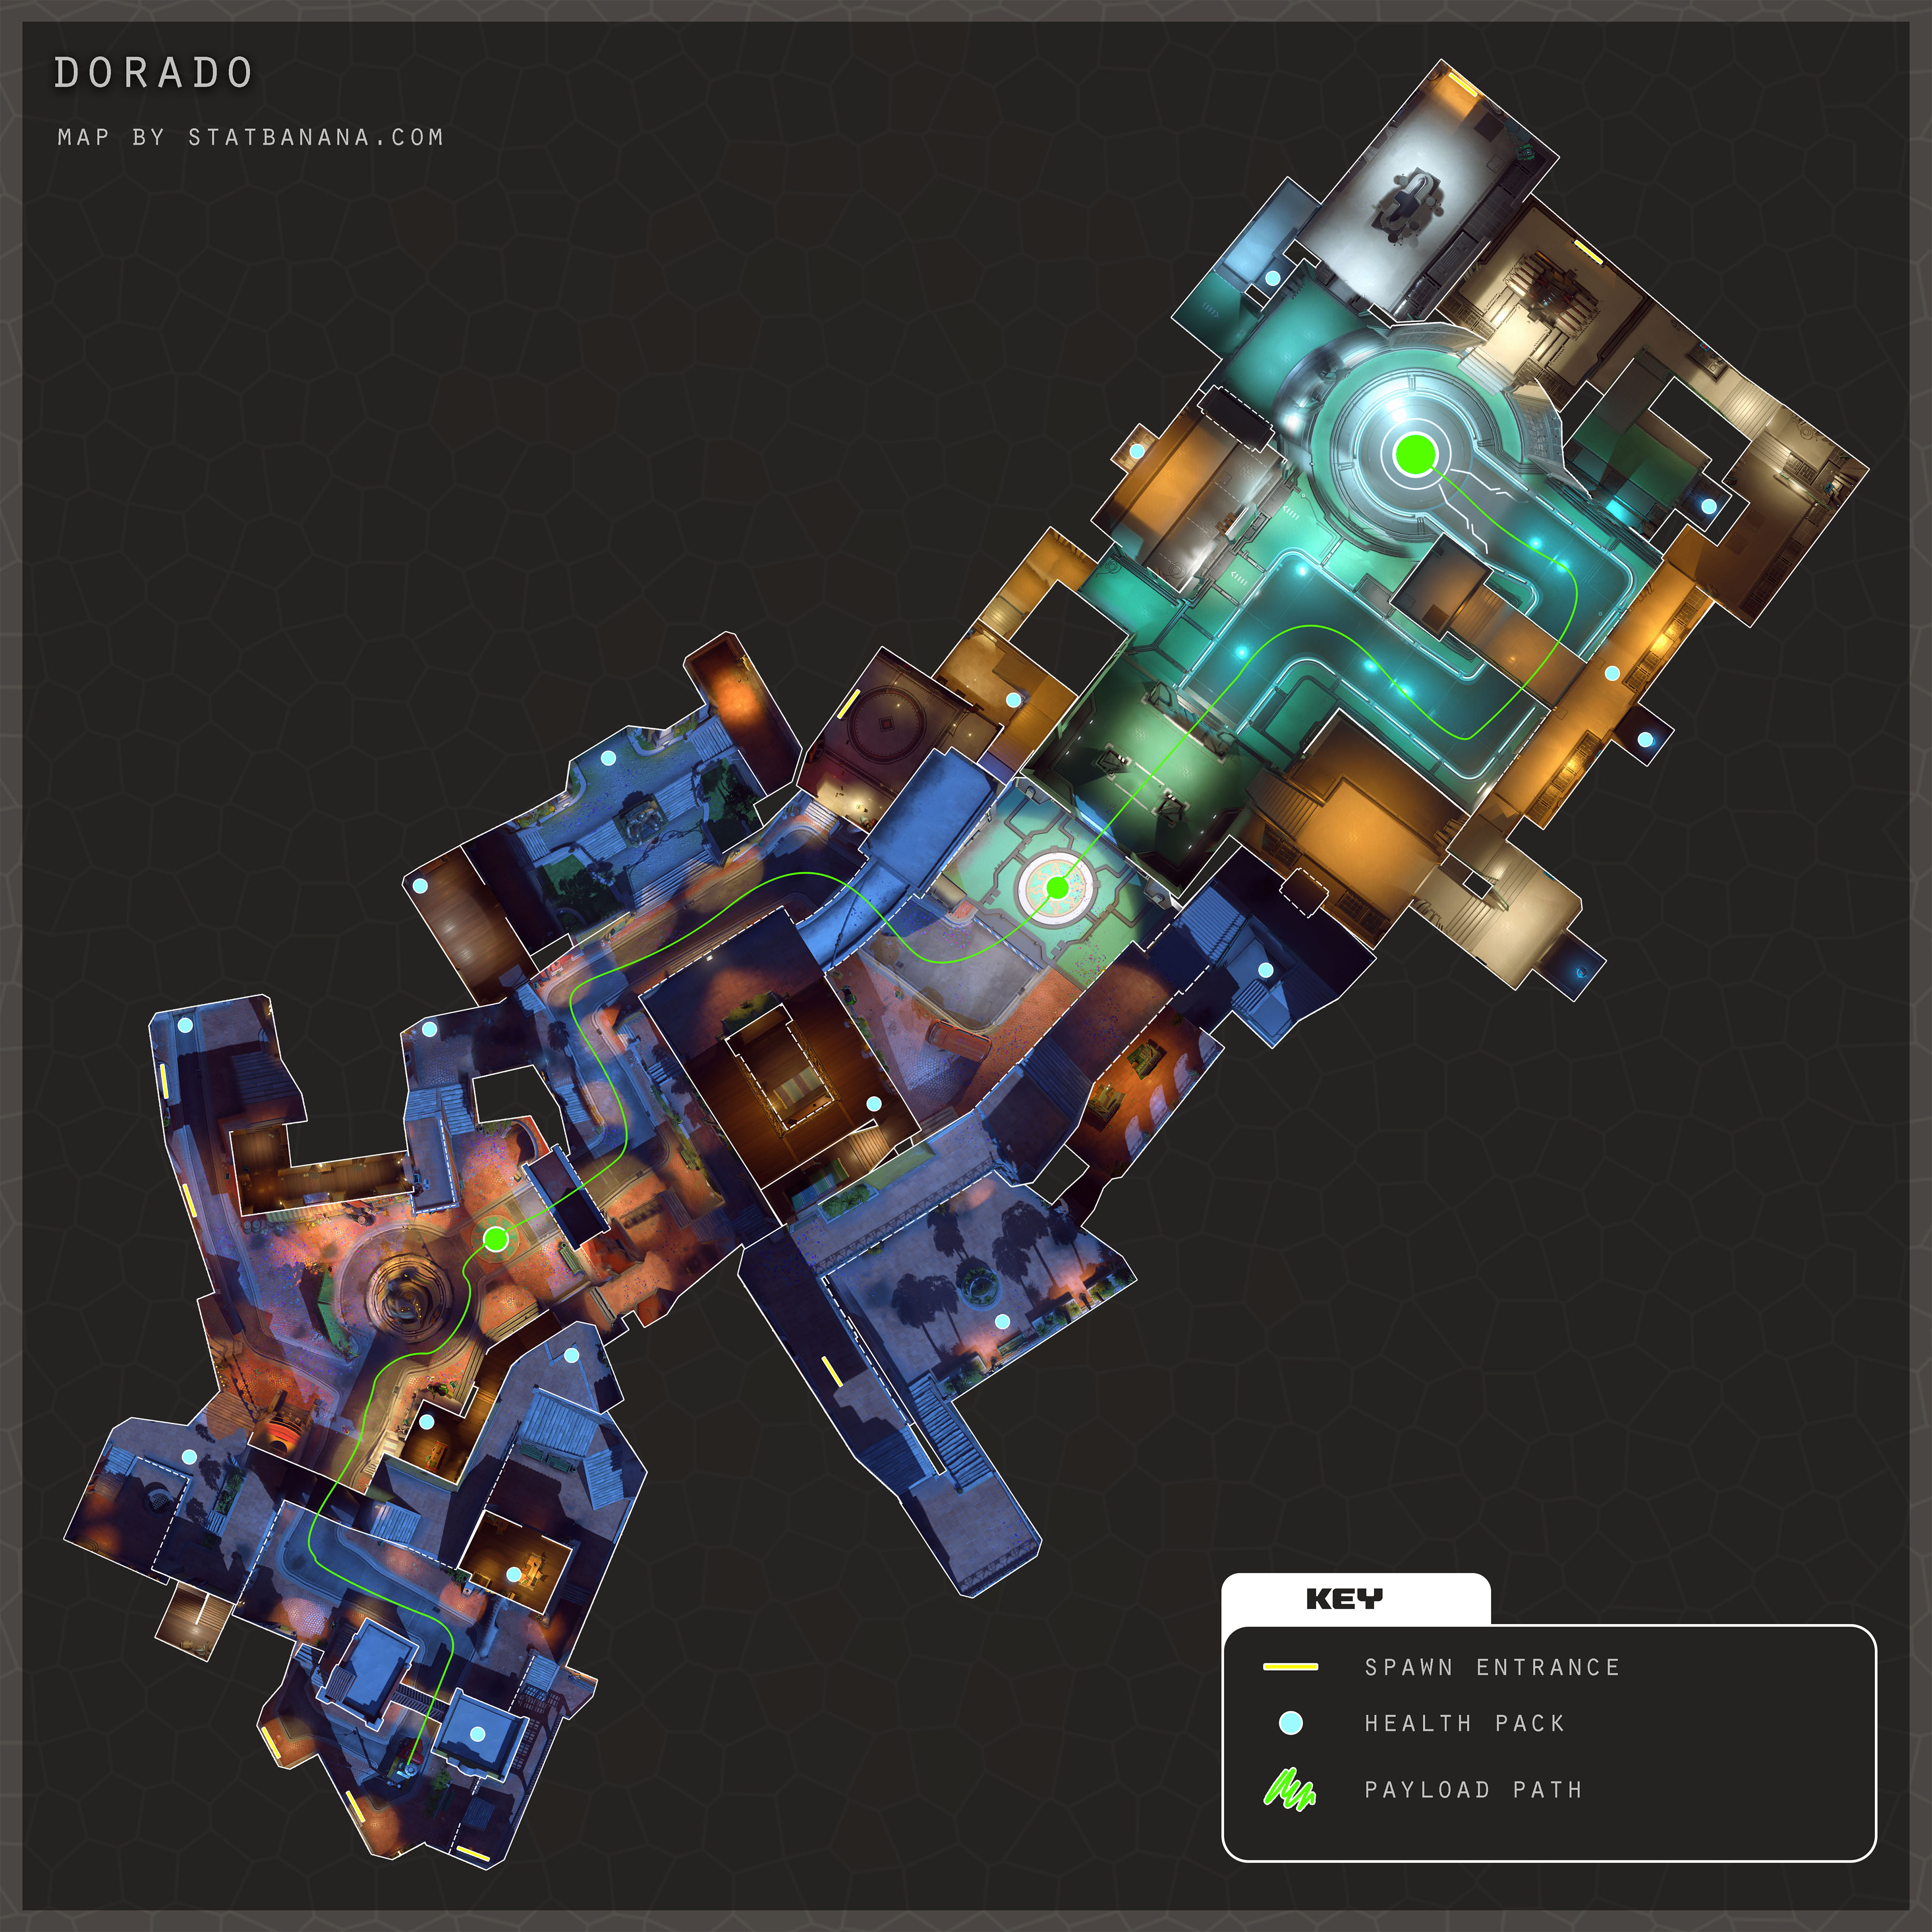 DORADO
MAP BY STATBANANA.COM
KEY
SPAWN ENTRANCE
HEALTH PACK
PAYLOAD PATH